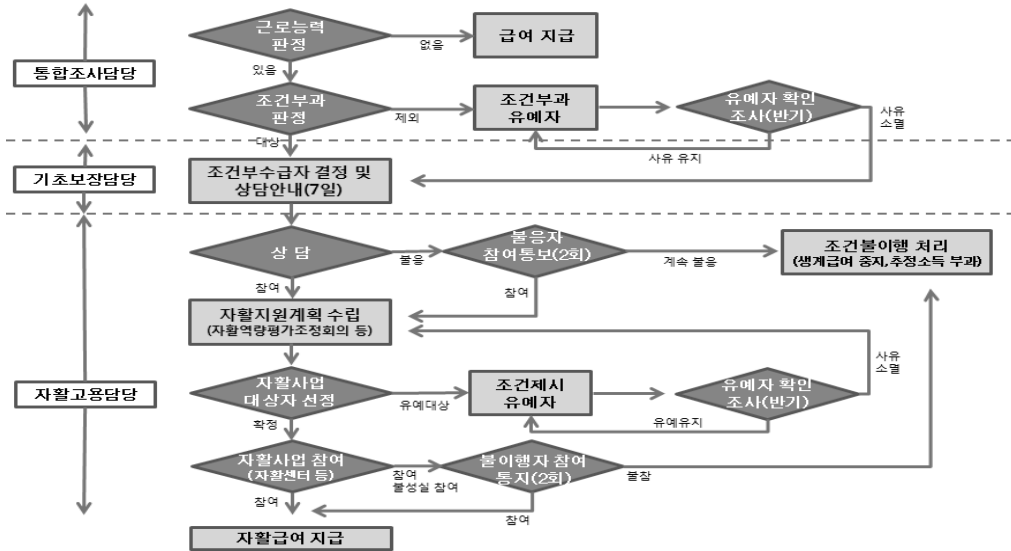 근로능력
판정
없음
급여 지급
있음
통합조사담당
조건부과
판정
제외
조건부과
유예자
유예자 확인
조사(반기)
사유
소멸
대상
사유 유지
기초보장담당
조건부수급자 결정 및
상담안내(7일)
상 담
불응
불응자
참여통보(2회)
계속 불응
조건불이행 처리
(생계급여 중지,추정소득 부과)
참여
참여
자활지원계획 수립
(자활역량평가조정회의 등)
사유
소멸
자활고용담당
자활사업
대상자 선정
유예대상
조건제시
유예자
유예자 확인
조사(반기)
확정
유예유지
자활사업 참여
(자활센터 등)
참여
불성실 참여
불이행자 참여
통지(2회)
불참
참여
참여
자활급여 지급